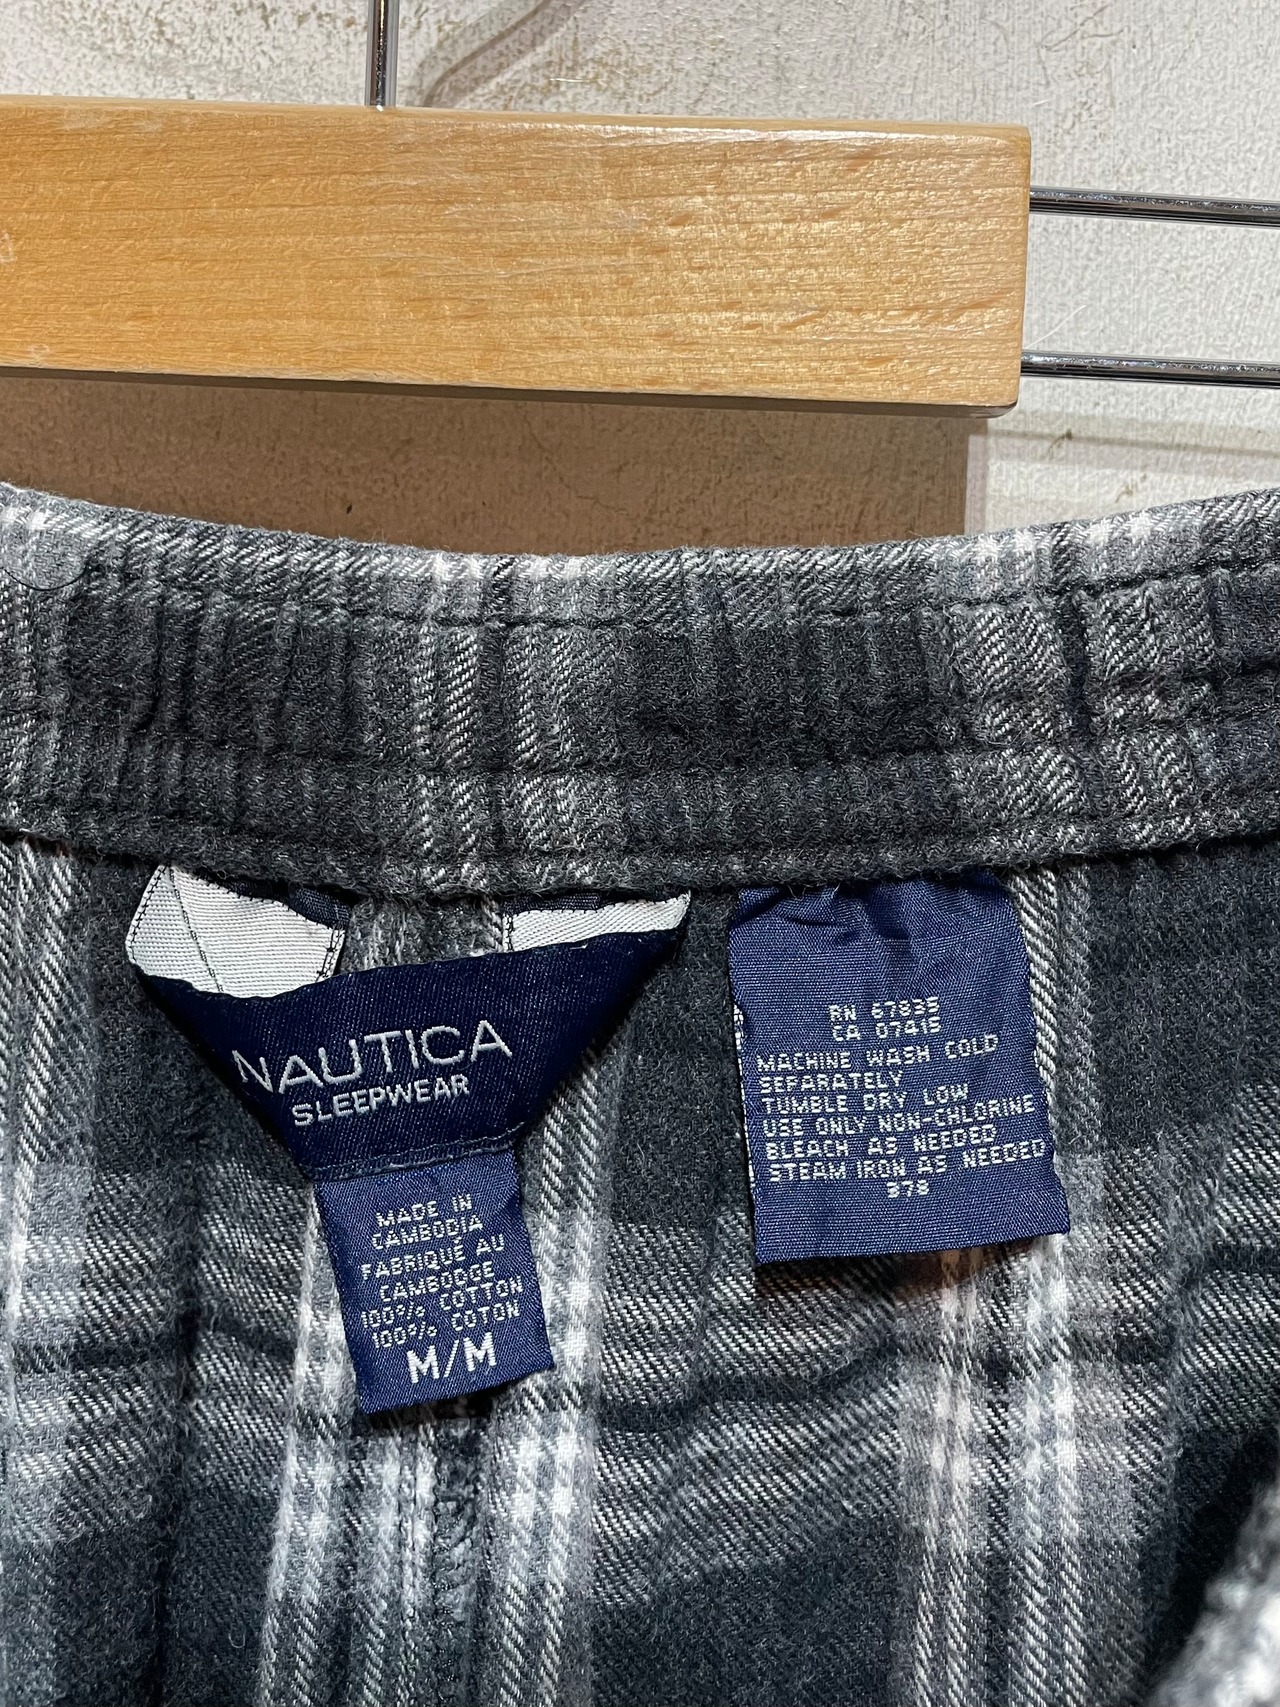 NAUTICA
SLEEPWEAR
MADE IN
CAMBODIA
FABRIQUÉ AU
CAMBODGE
100% COTTON
100% COTON
M/M
RN 67835
CA 07415
MACHINE WASH COLD
SEPARATELY
TUMBLE DRY LOW
USE ONLY NON-CHLORINE
BLEACH AS NEEDED
STEAM IRON AS NEEDED
378